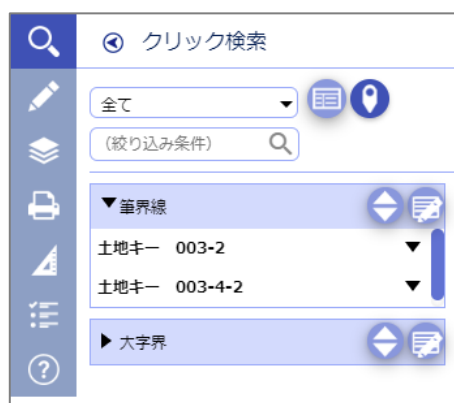 クリック検索
全て
(絞り込み条件)
▼筆界線
土地キー 003-2 ▼
土地キー 003-4-2 ▼
▶大字界
?